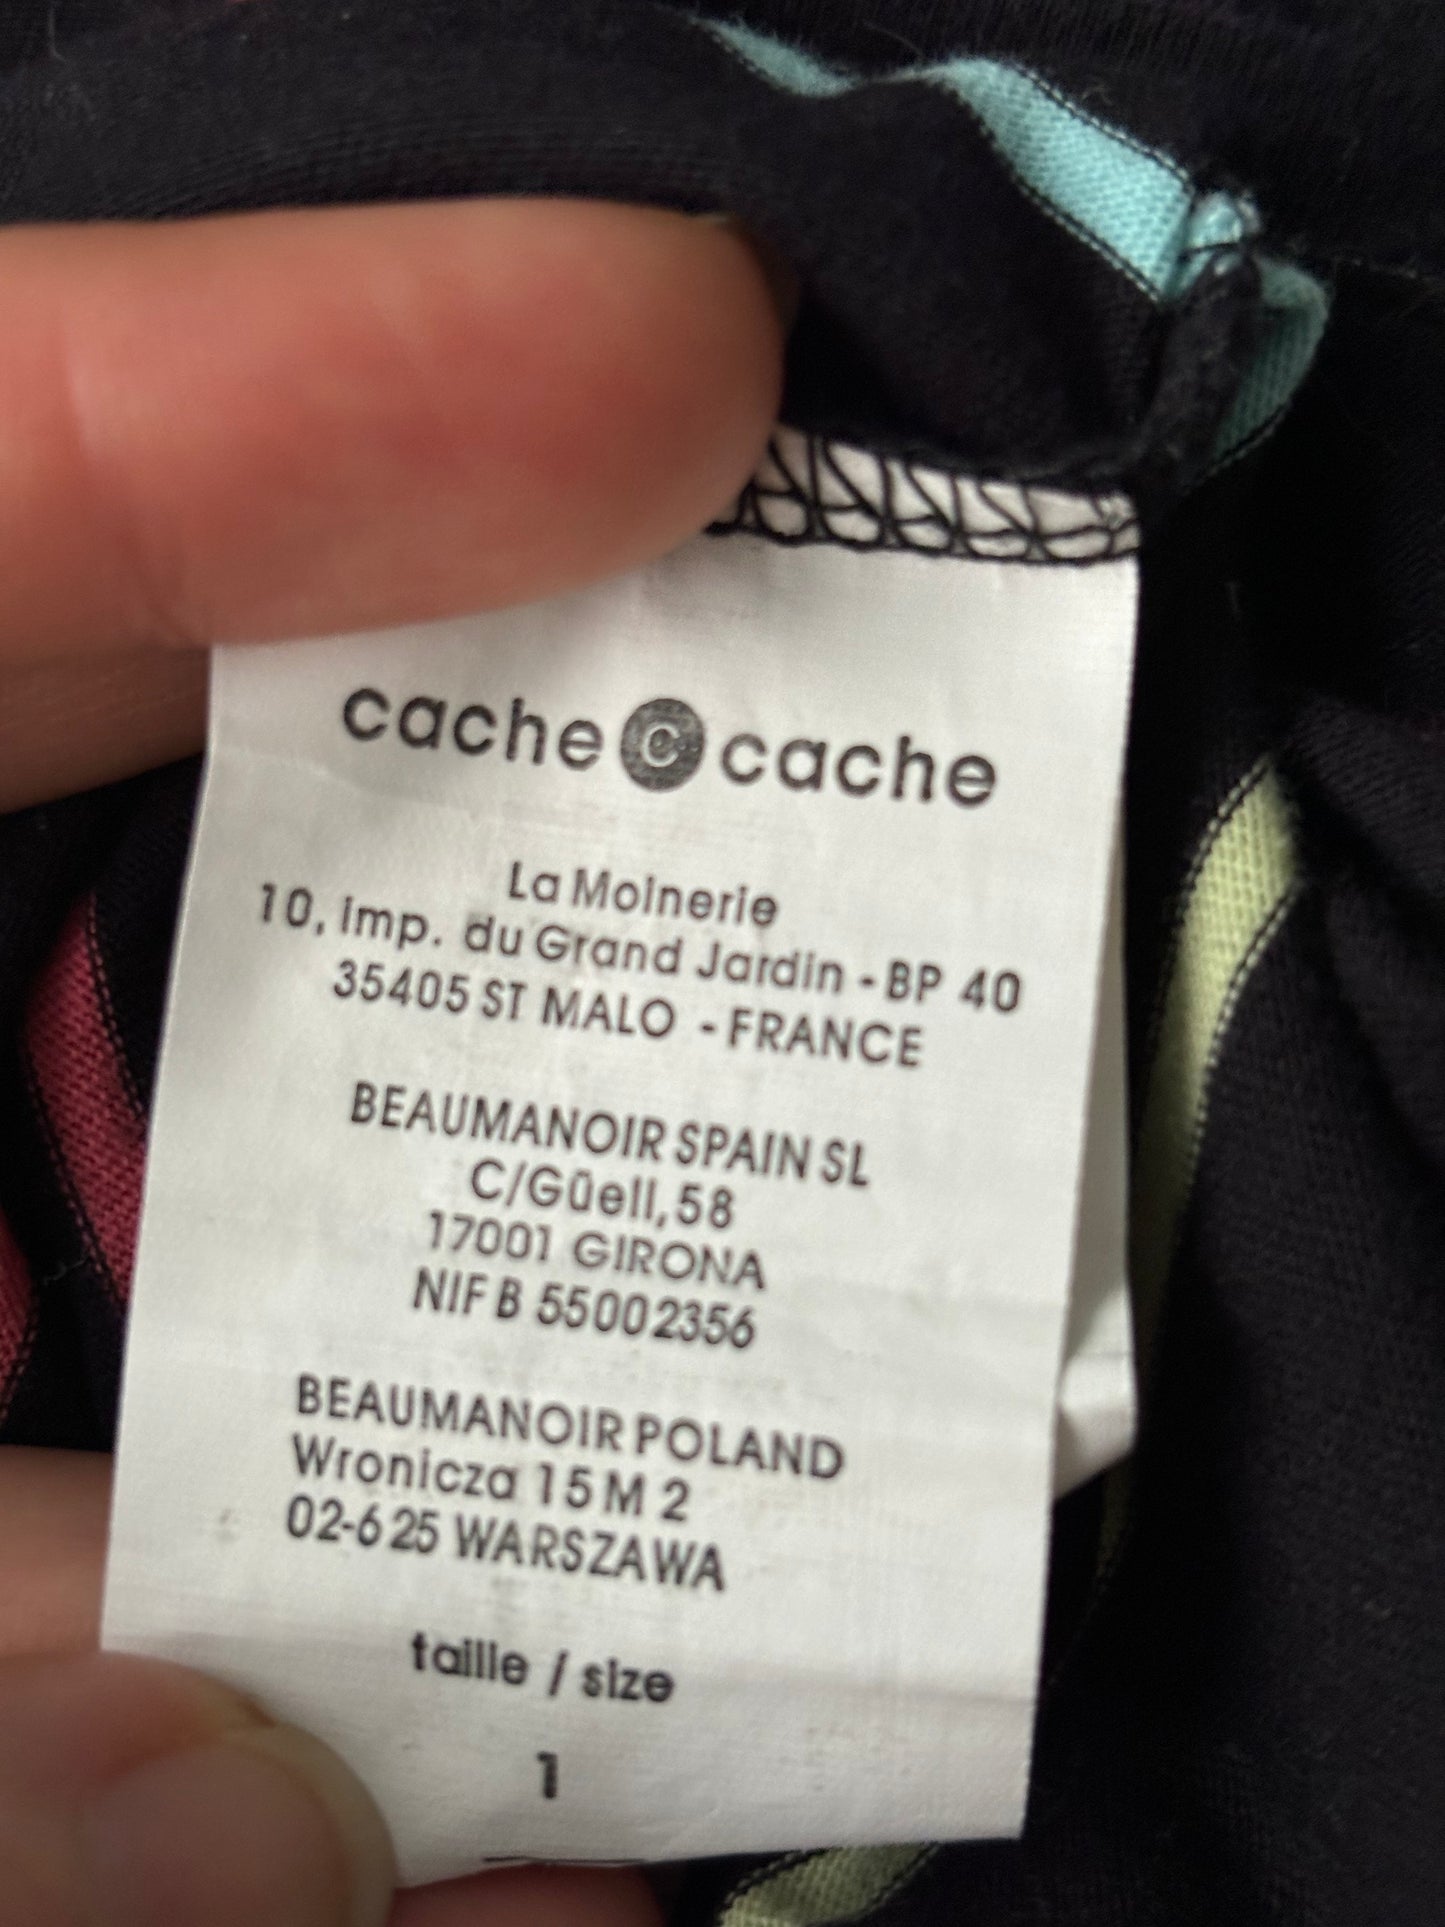 cache c cache
La Moinerie
10, imp. du Grand Jardin - BP 40
35405 ST MALO - FRANCE
BEAUMANOIR SPAIN SL
C/Güell, 58
17001 GIRONA
NIF B 55002356
BEAUMANOIR POLAND
Wronicza 15 M 2
02-625 WARSZAWA
taille / size
1